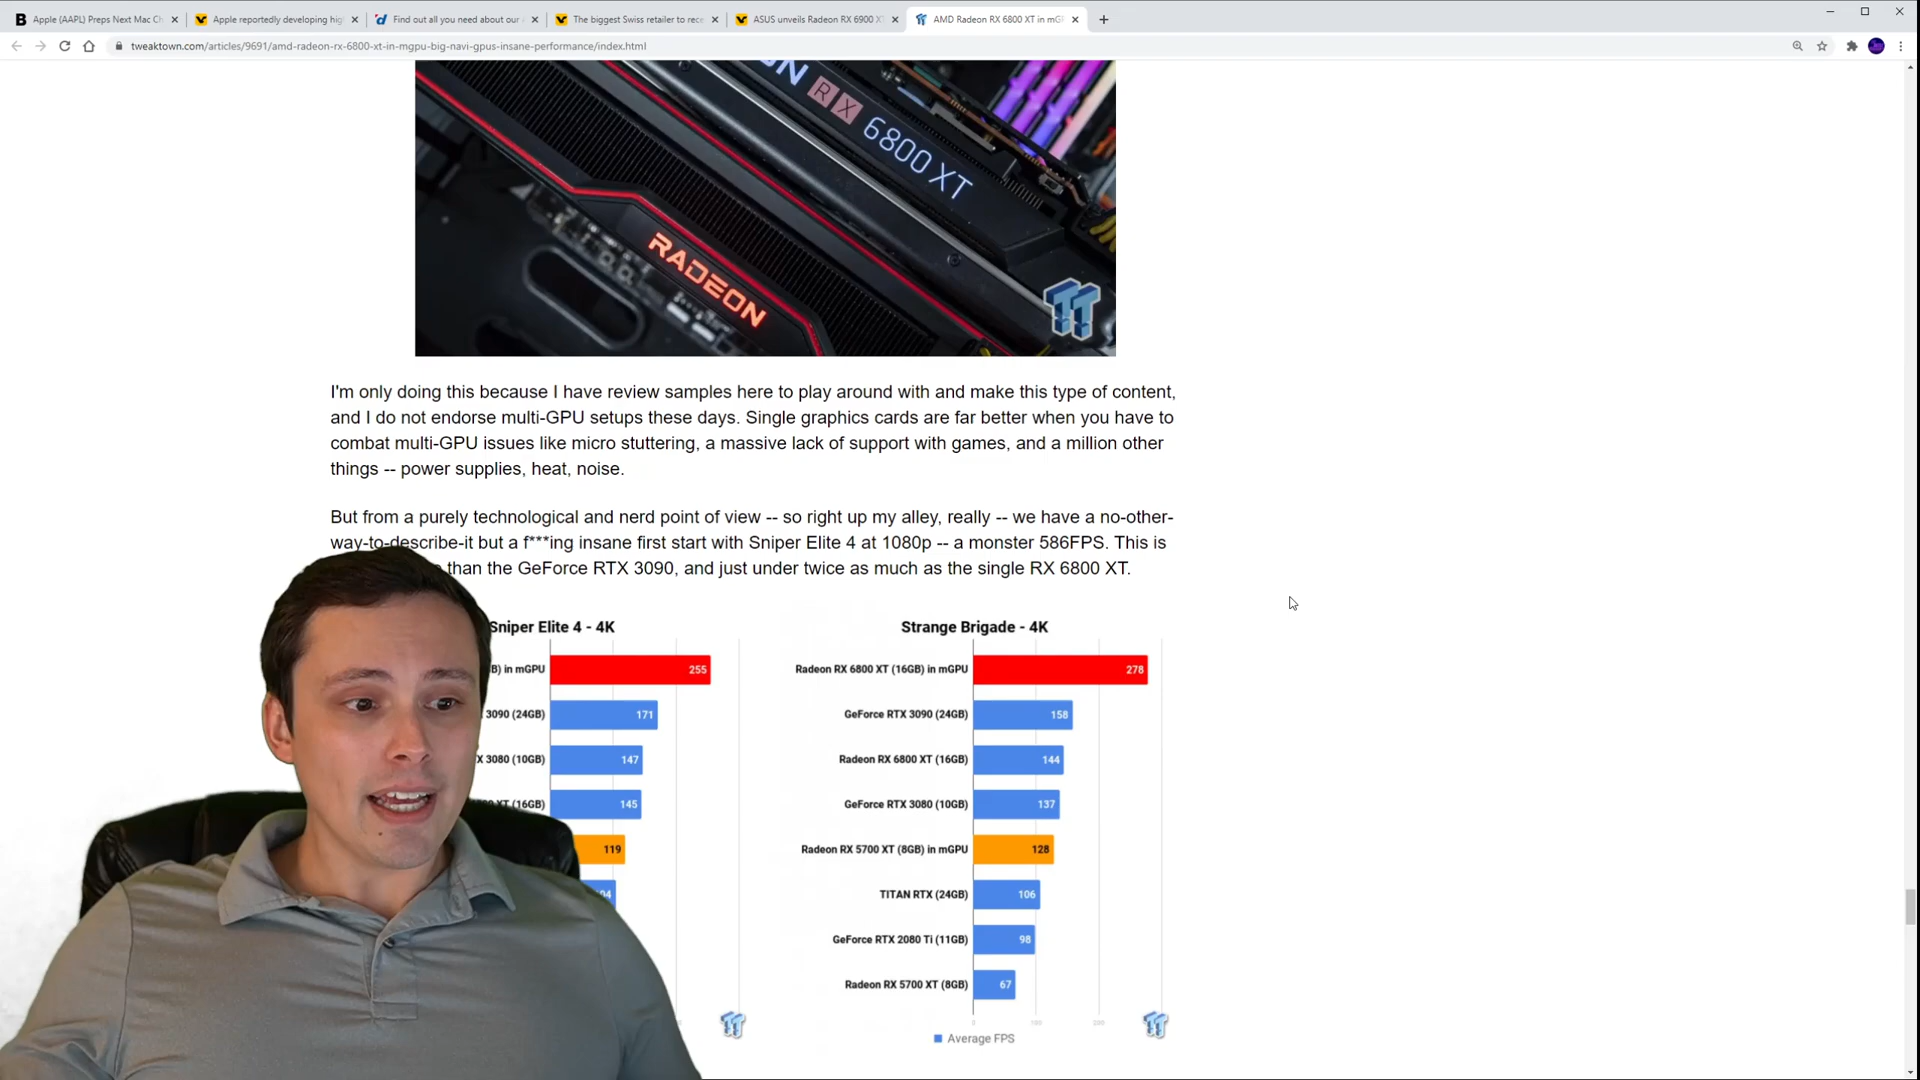 Apple (AAPL) Preps Next Mac Ch
Apple reportedly developing high
Find out all you need about our
The biggest Swiss retailer to rece
ASUS unveils Radeon RX 6900 XT
AMD Radeon RX 6800 XT in mGP
tweaktown.com/articles/9691/amd-radeon-rx-6800-xt-in-mgpu-big-navi-gpus-insane-performance/index.html
ON RX 6800 XT
RADEON
I'm only doing this because I have review samples here to play around with and make this type of content,
and I do not endorse multi-GPU setups these days. Single graphics cards are far better when you have to
combat multi-GPU issues like micro stuttering, a massive lack of support with games, and a million other
things -- power supplies, heat, noise.
But from a purely technological and nerd point of view -- so right up my alley, really -- we have a no-other-
way-to-describe-it but a f***ing insane first start with Sniper Elite 4 at 1080p -- a monster 586FPS. This is
than the GeForce RTX 3090, and just under twice as much as the single RX 6800 XT.
Sniper Elite 4 - 4K
B) in mGPU 255
3090 (24GB) 171
X 3080 (10GB) 147
XT (16GB) 145
119
04
Strange Brigade - 4K
Radeon RX 6800 XT (16GB) in mGPU 278
GeForce RTX 3090 (24GB) 158
Radeon RX 6800 XT (16GB) 144
GeForce RTX 3080 (10GB) 137
Radeon RX 5700 XT (8GB) in mGPU 128
TITAN RTX (24GB) 106
GeForce RTX 2080 Ti (11GB) 98
Radeon RX 5700 XT (8GB) 67
0 100 200
Average FPS